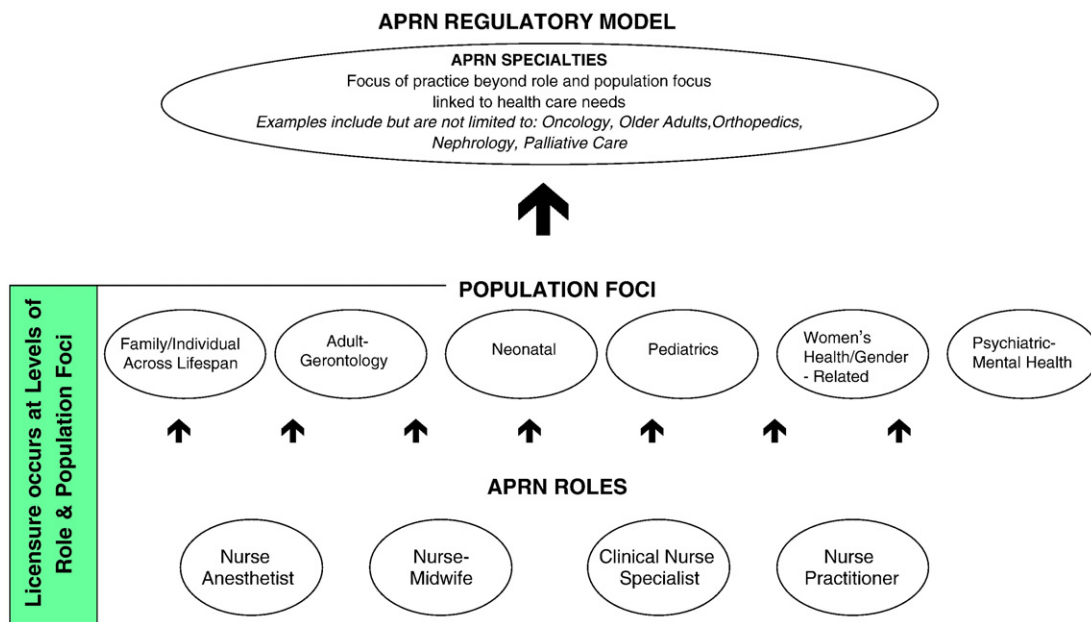 APRN REGULATORY MODEL
APRN SPECIALTIES
Focus of practice beyond role and population focus
linked to health care needs
Examples include but are not limited to: Oncology, Older Adults,Orthopedics,
Nephrology, Palliative Care
Licensure occurs at Levels of
Role & Population Foci
POPULATION FOCI
Family/Individual
Across Lifespan
Adult-
Gerontology
Neonatal
Pediatrics
Women's
Health/Gender
- Related
Psychiatric-
Mental Health
APRN ROLES
Nurse
Anesthetist
Nurse-
Midwife
Clinical Nurse
Specialist
Nurse
Practitioner